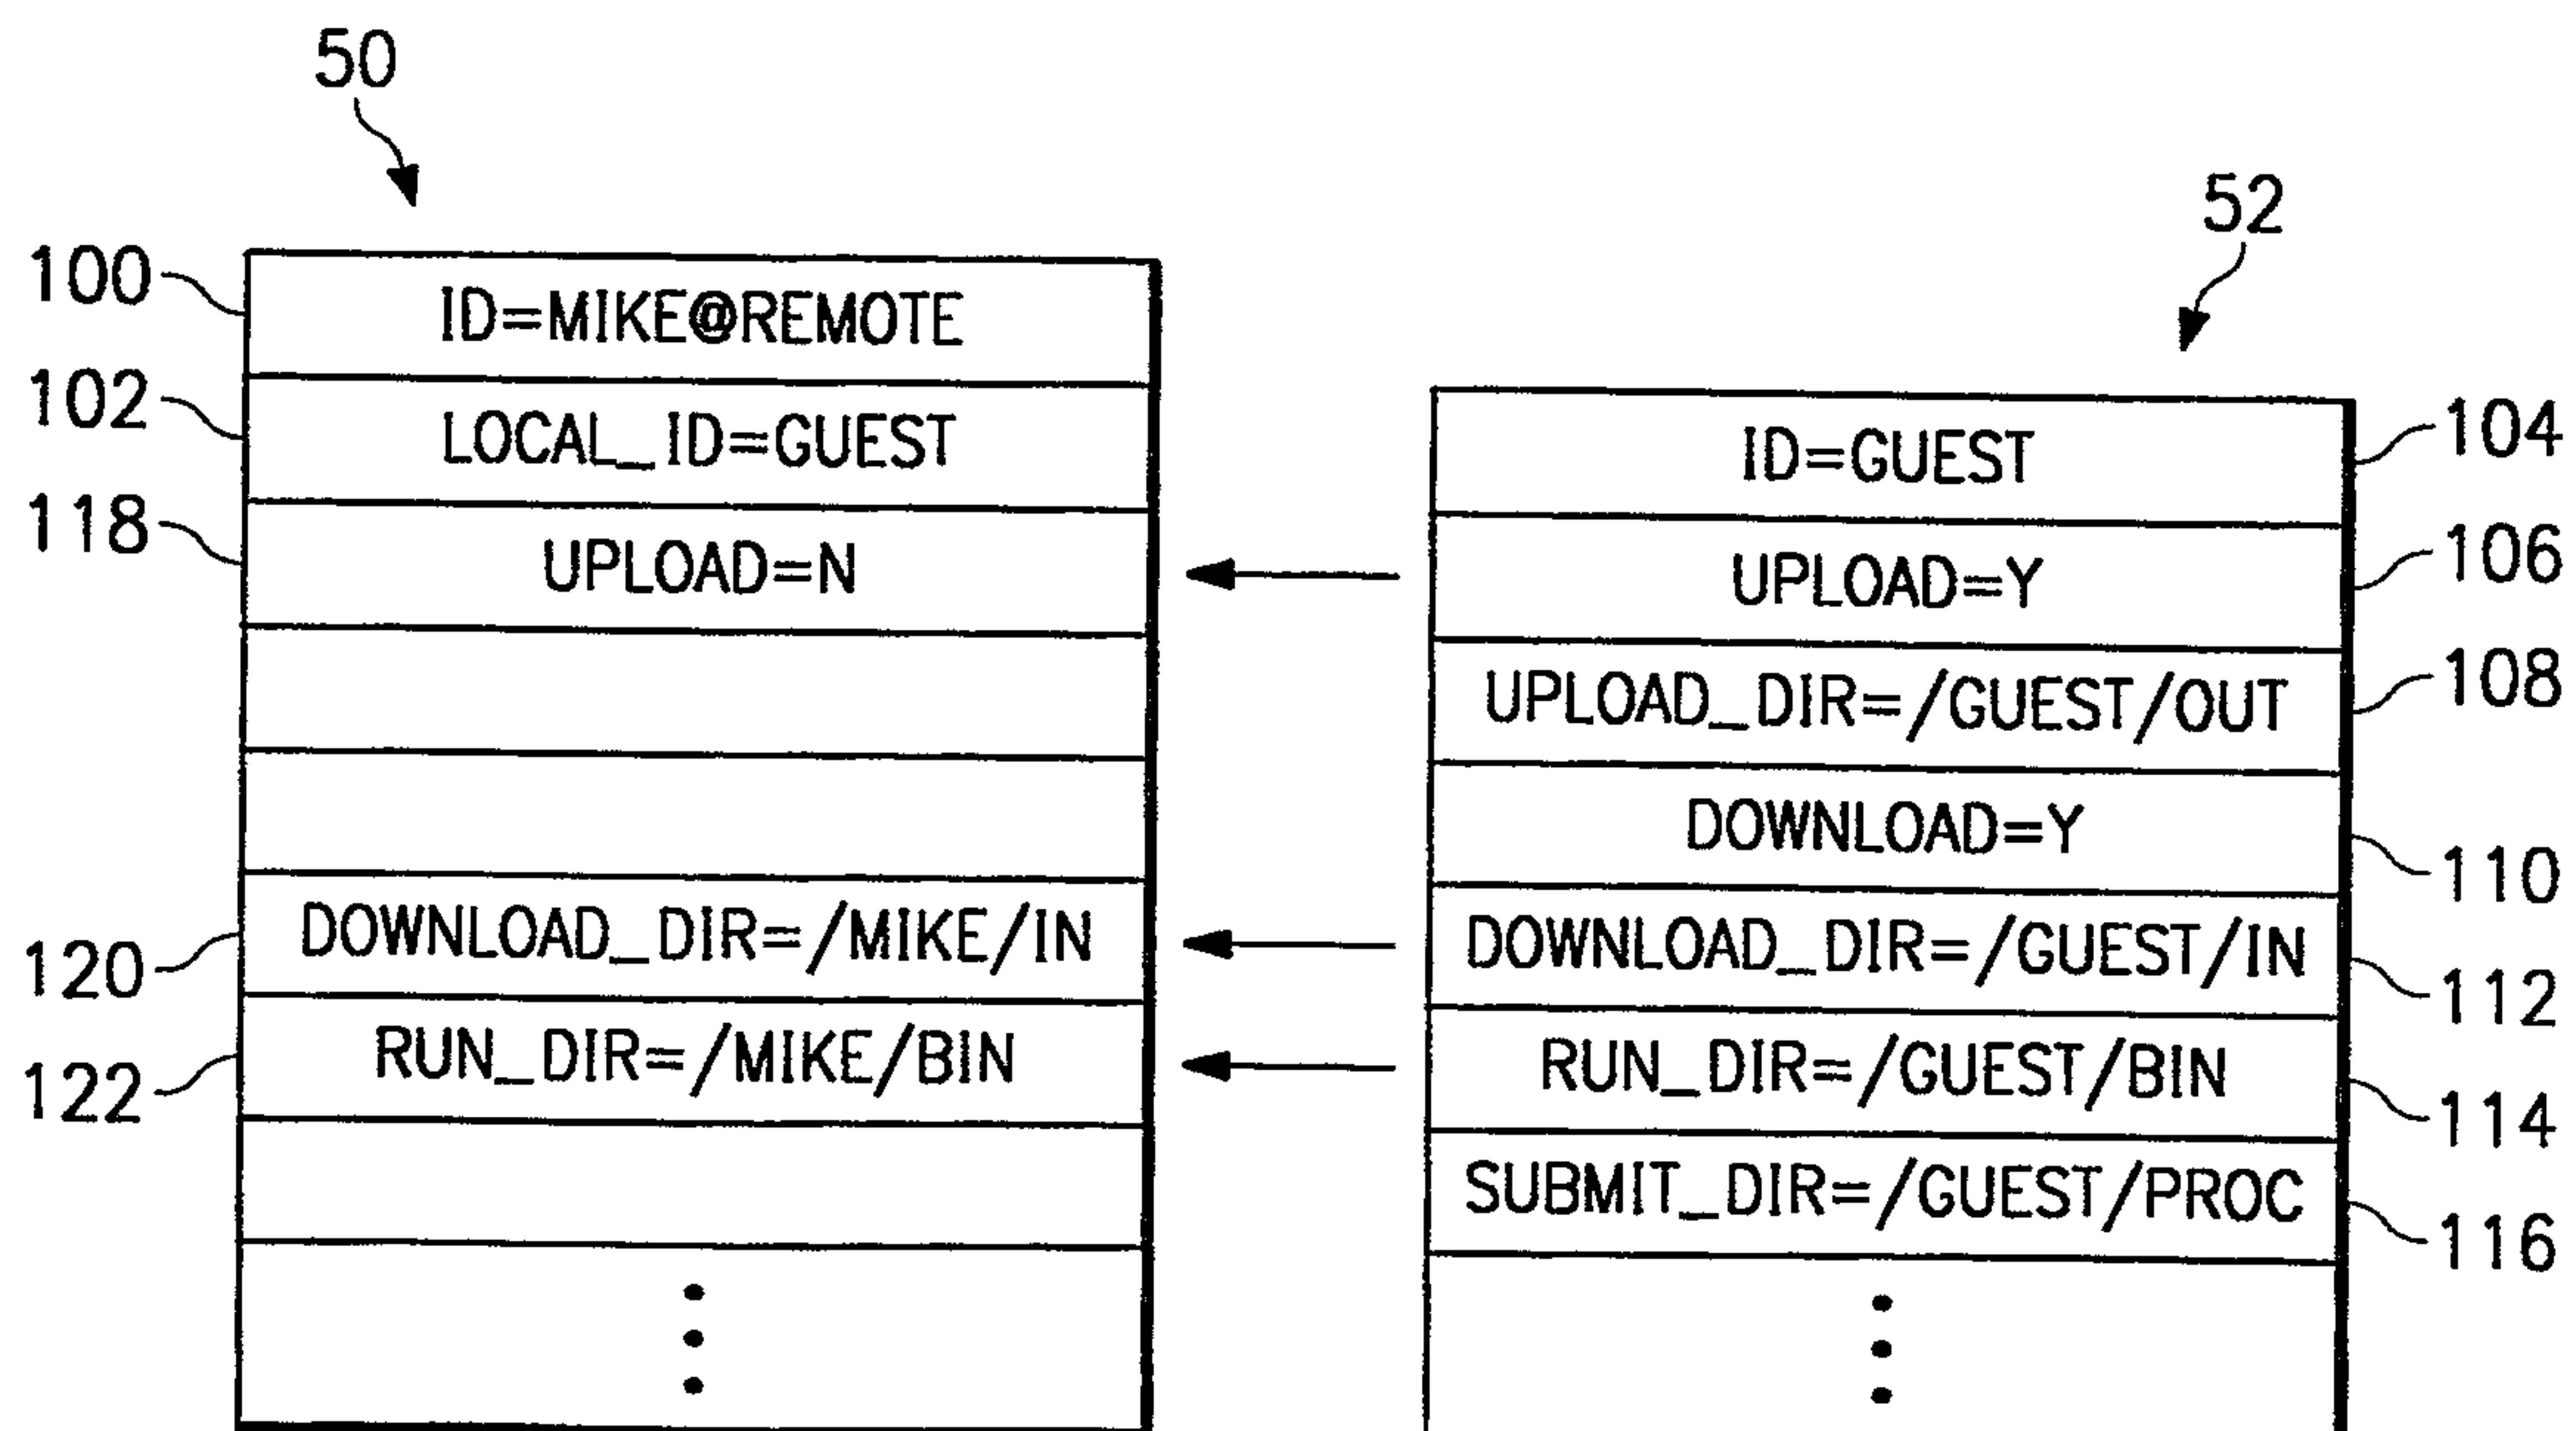 50
52
100
ID=MIKE@REMOTE
102
LOCAL_ID=GUEST
118
UPLOAD=N
120
DOWNLOAD_DIR=/MIKE/IN
122
RUN_DIR=/MIKE/BIN
ID=GUEST
104
UPLOAD=Y
106
UPLOAD_DIR=/GUEST/OUT
108
DOWNLOAD=Y
110
DOWNLOAD_DIR=/GUEST/IN
112
RUN_DIR=/GUEST/BIN
114
SUBMIT_DIR=/GUEST/PROC
116